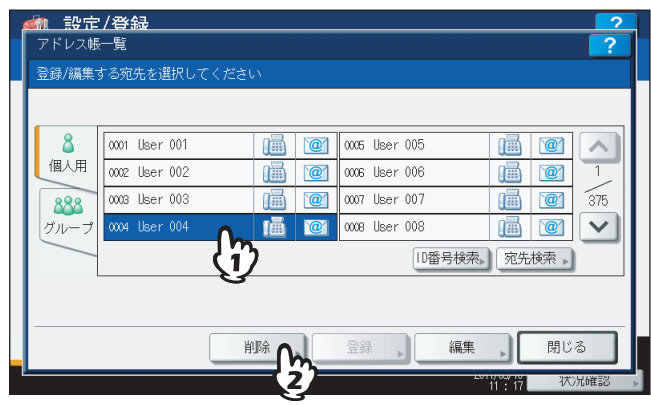 設定/登録
?
アドレス帳一覧
?
登録/編集する宛先を選択してください
個人用
グループ
0001 User 001
0002 User 002
0003 User 003
0004 User 004
0005 User 005
0006 User 006
0007 User 007
0008 User 008
1
375
1
ID番号検索
宛先検索
削除
登録
編集
閉じる
2
11 : 17
状況確認